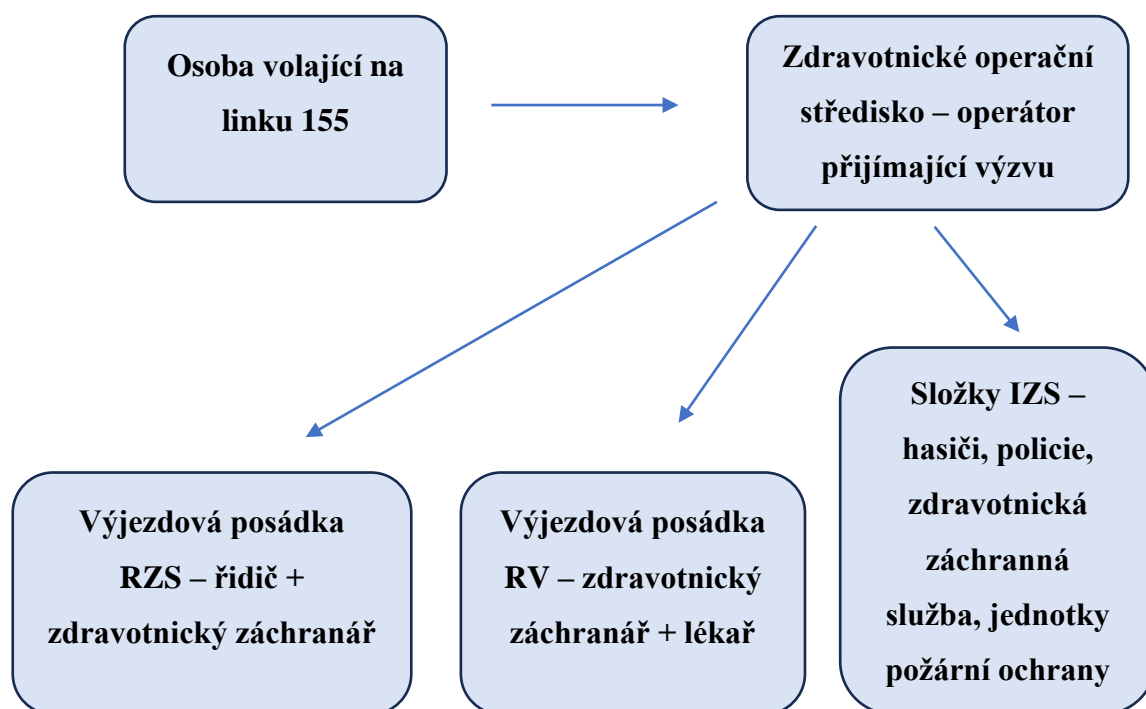 Osoba volající na
linku 155
Zdravotnické operační
středisko – operátor
přijímající výzvu
Výjezdová posádka
RZS – řidič +
zdravotnický záchranář
Výjezdová posádka
RV – zdravotnický
záchranář + lékař
Složky IZS –
hasiči, policie,
zdravotnická
záchranná
služba, jednotky
požární ochrany